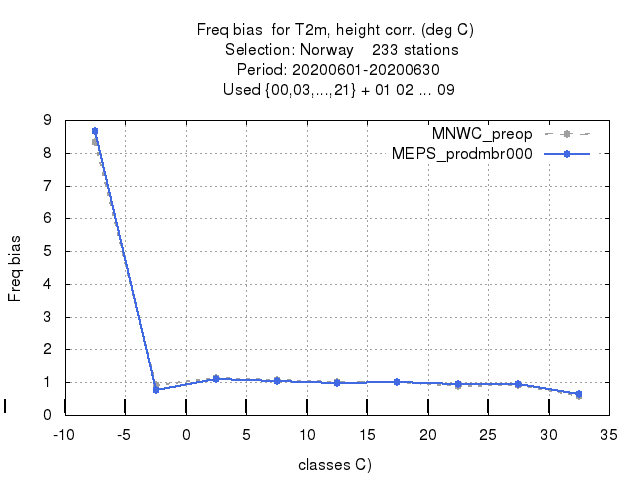 Freq bias  for T2m, height corr. (deg C)
Selection: Norway    233 stations
Period: 20200601-20200630
Used {00,03,...,21} + 01 02 ... 09
MNWC_preop
MEPS_prodmbr000
Freq bias
9
8
7
6
5
4
3
2
1
0
-10 -5 0 5 10 15 20 25 30 35
classes C)